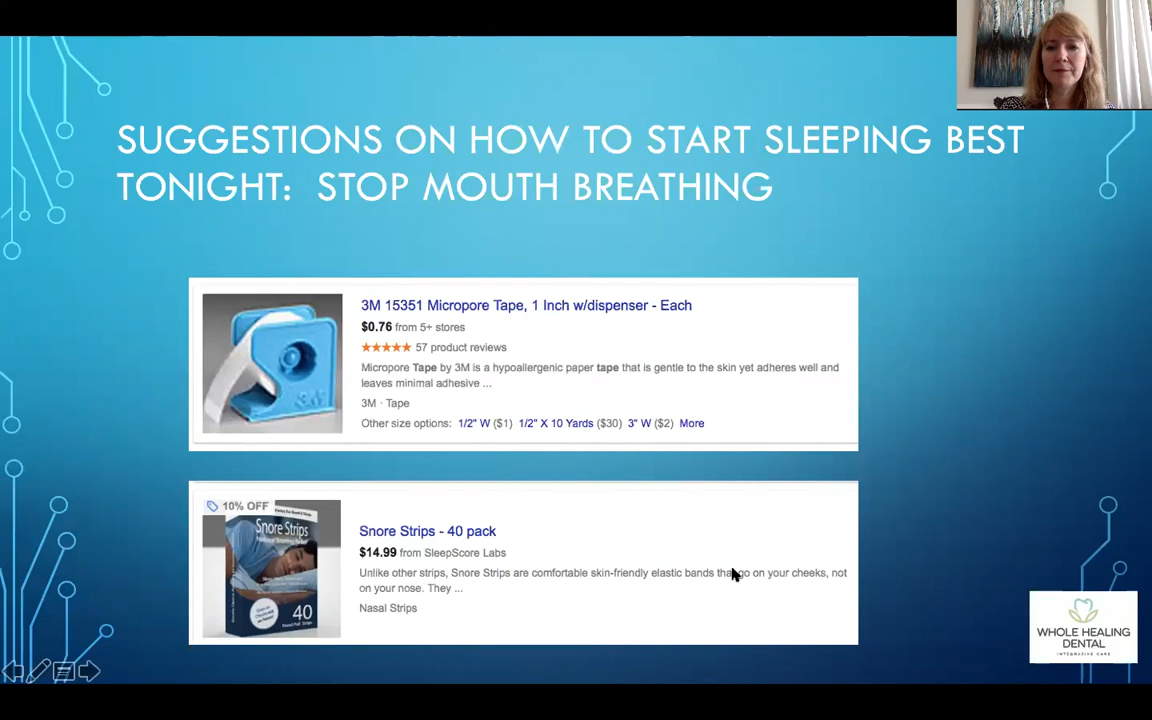 SUGGESTIONS ON HOW TO START SLEEPING BEST
TONIGHT: STOP MOUTH BREATHING
3M 15351 Micropore Tape, 1 Inch w/dispenser - Each
$0.76 from 5+ stores
★★★★★ 57 product reviews
Micropore Tape by 3M is a hypoallergenic paper tape that is gentle to the skin yet adheres well and
leaves minimal adhesive ...
3M · Tape
Other size options: 1/2" W ($1) 1/2" X 10 Yards ($30) 3" W ($2) More
3M
10% OFF
Snore Strips
40
Snore Strips - 40 pack
$14.99 from SleepScore Labs
Unlike other strips, Snore Strips are comfortable skin-friendly elastic bands that go on your cheeks, not
on your nose. They ...
Nasal Strips
WHOLE HEALING
DENTAL
INTEGRATIVE CARE